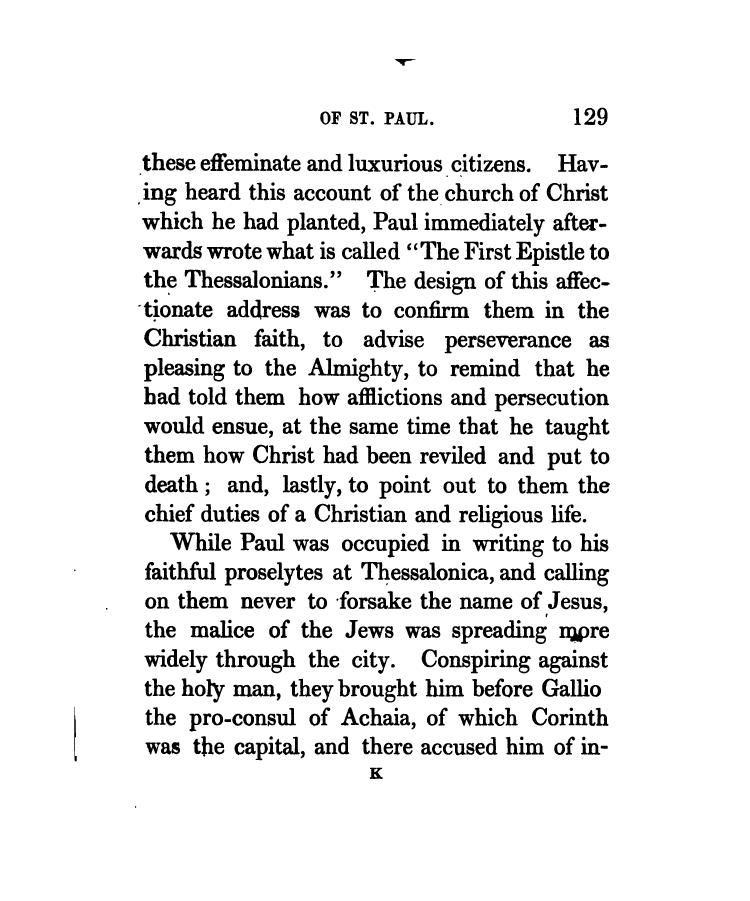 OF ST. PAUL. 129
these effeminate and luxurious citizens. Hav-
ing heard this account of the church of Christ
which he had planted, Paul immediately after-
wards wrote what is called "The First Epistle to
the Thessalonians." The design of this affec-
tionate address was to confirm them in the
Christian faith, to advise perseverance as
pleasing to the Almighty, to remind that he
had told them how afflictions and persecution
would ensue, at the same time that he taught
them how Christ had been reviled and put to
death ; and, lastly, to point out to them the
chief duties of a Christian and religious life.
While Paul was occupied in writing to his
faithful proselytes at Thessalonica, and calling
on them never to forsake the name of Jesus,
the malice of the Jews was spreading more
widely through the city. Conspiring against
the holy man, they brought him before Gallio
the pro-consul of Achaia, of which Corinth
was the capital, and there accused him of in-
K